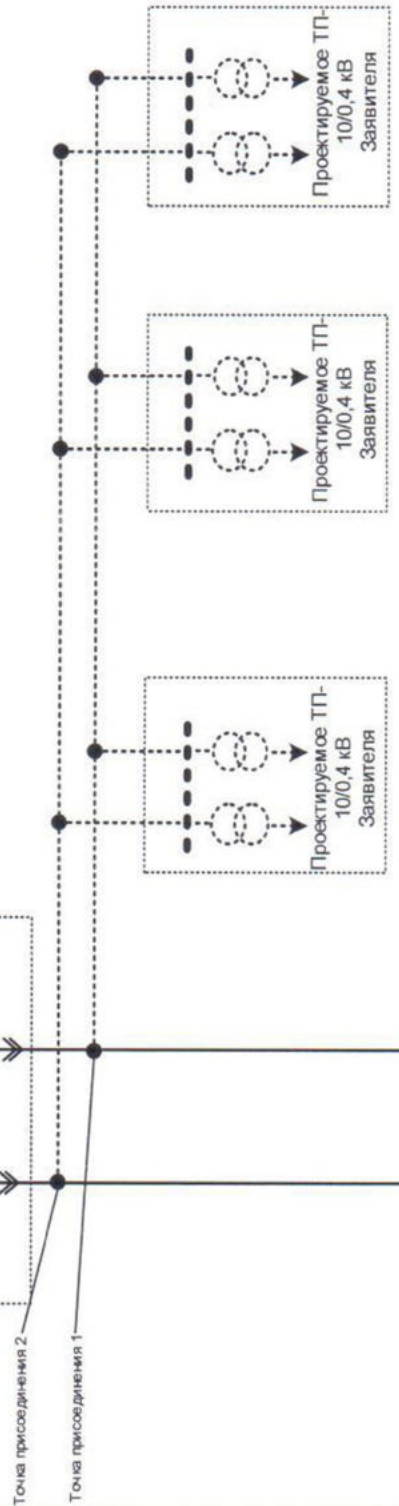 Точка присоединения 2
Точка присоединения 1
Проектируемое ТП-
10/0,4 кВ
Заявителя
Проектируемое ТП-
10/0,4 кВ
Заявителя
Проектируемое ТП-
10/0,4 кВ
Заявителя